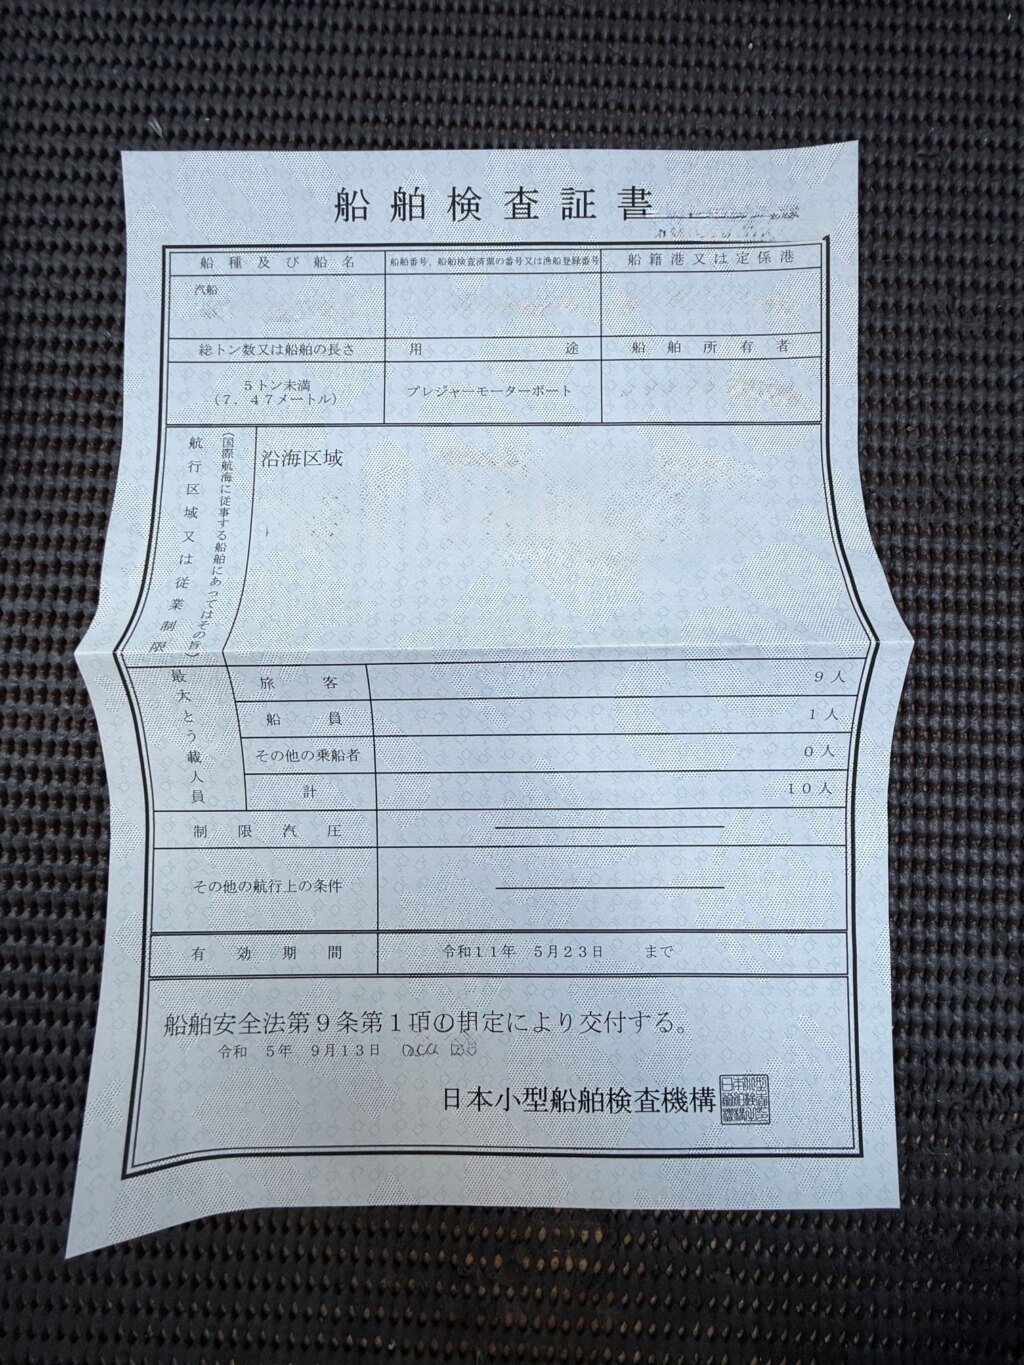 船舶検査証書
船種及び船名
船舶番号、船舶検査済票の番号又は漁船登録番号
船籍港又は定係港
汽船
総トン数又は船舶の長さ
用途
船舶所有者
5トン未満
(7.47メートル)
プレジャーモーターボート
航行区域又は従業制限
(国際航海に従事する船舶にあってはその旨)
沿海区域
最大とう載人員
旅客 9人
船員 1人
その他の乗船者 0人
計 10人
制限汽圧
その他の航行上の条件
有効期間 令和11年 5月23日 まで
船舶安全法第9条第1項の規定により交付する。
令和 5年 9月13日
日本小型船舶検査機構